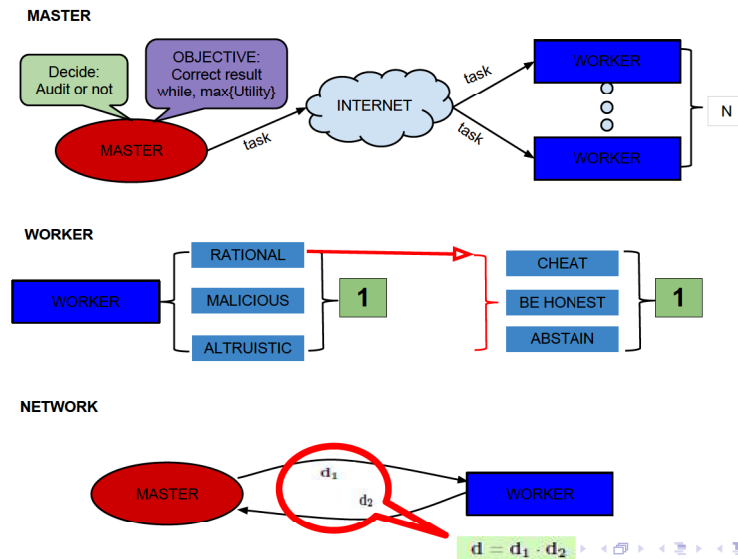 MASTER
Decide:
Audit or not
OBJECTIVE:
Correct result
while, max{Utility}
MASTER
task
INTERNET
task
task
WORKER
WORKER
N
WORKER
WORKER
RATIONAL
MALICIOUS
ALTRUISTIC
1
CHEAT
BE HONEST
ABSTAIN
1
NETWORK
MASTER
d₁
d₂
WORKER
d = d₁ · d₂